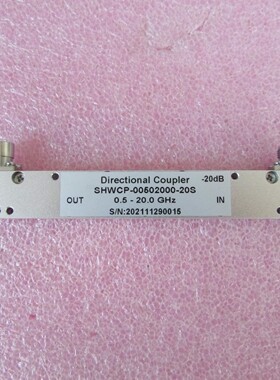 Directional Coupler -20dB
SHWCP-00502000-20S
OUT 0.5 - 20.0 GHz IN
S/N:202111290015